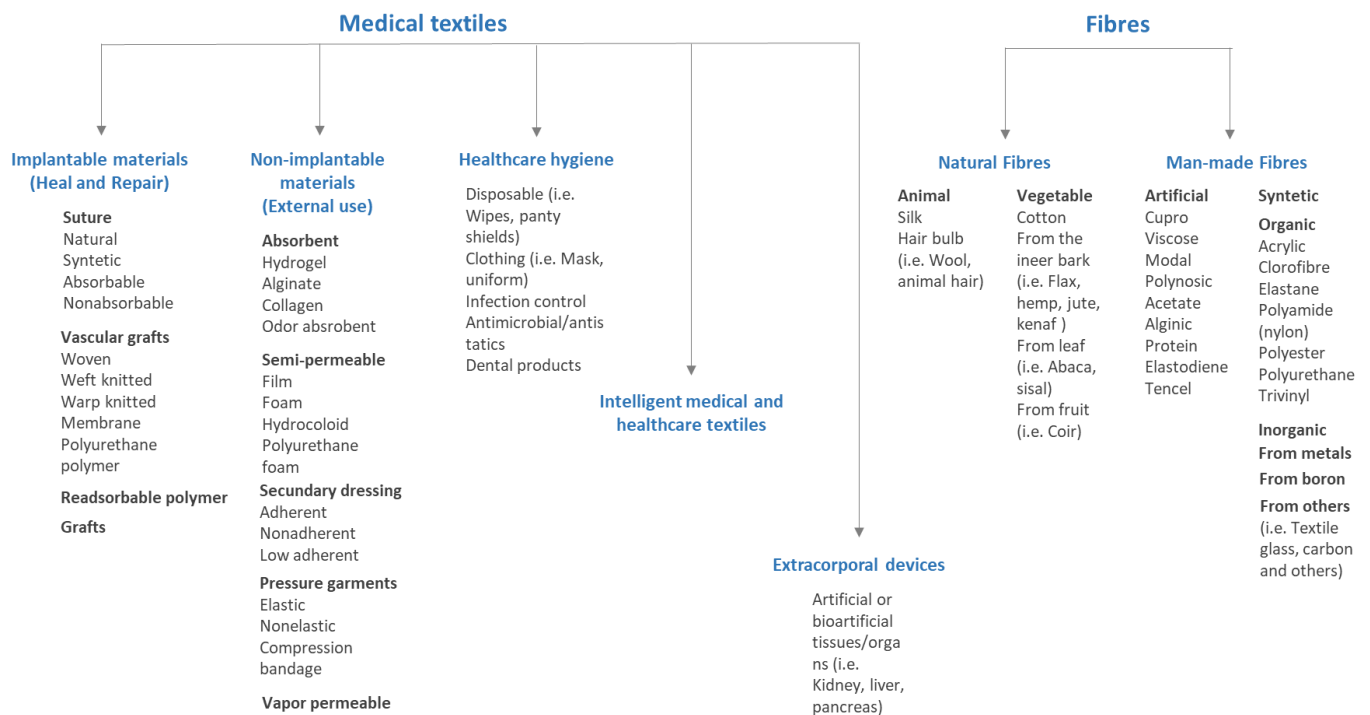 Medical textiles
Implantable materials
(Heal and Repair)
Suture
Natural
Syntetic
Absorbable
Nonabsorbable
Vascular grafts
Woven
Weft knitted
Warp knitted
Membrane
Polyurethane
polymer
Readsorbable polymer
Grafts
Non-implantable
materials
(External use)
Absorbent
Hydrogel
Alginate
Collagen
Odor absrobent
Semi-permeable
Film
Foam
Hydrocoloid
Polyurethane
foam
Secundary dressing
Adherent
Nonadherent
Low adherent
Pressure garments
Elastic
Nonelastic
Compression
bandage
Vapor permeable
Healthcare hygiene
Disposable (i.e.
Wipes, panty
shields)
Clothing (i.e. Mask,
uniform)
Infection control
Antimicrobial/antis
tatics
Dental products
Intelligent medical and
healthcare textiles
Extracorporal devices
Artificial or
bioartificial
tissues/orga
ns (i.e.
Kidney, liver,
pancreas)
Fibres
Natural Fibres
Animal
Silk
Hair bulb
(i.e. Wool,
animal hair)
Vegetable
Cotton
From the
ineer bark
(i.e. Flax,
hemp, jute,
kenaf )
From leaf
(i.e. Abaca,
sisal)
From fruit
(i.e. Coir)
Man-made Fibres
Artificial
Cupro
Viscose
Modal
Polynosic
Acetate
Alginic
Protein
Elastodiene
Tencel
Syntetic
Organic
Acrylic
Clorofibre
Elastane
Polyamide
(nylon)
Polyester
Polyurethane
Trivinyl
Inorganic
From metals
From boron
From others
(i.e. Textile
glass, carbon
and others)